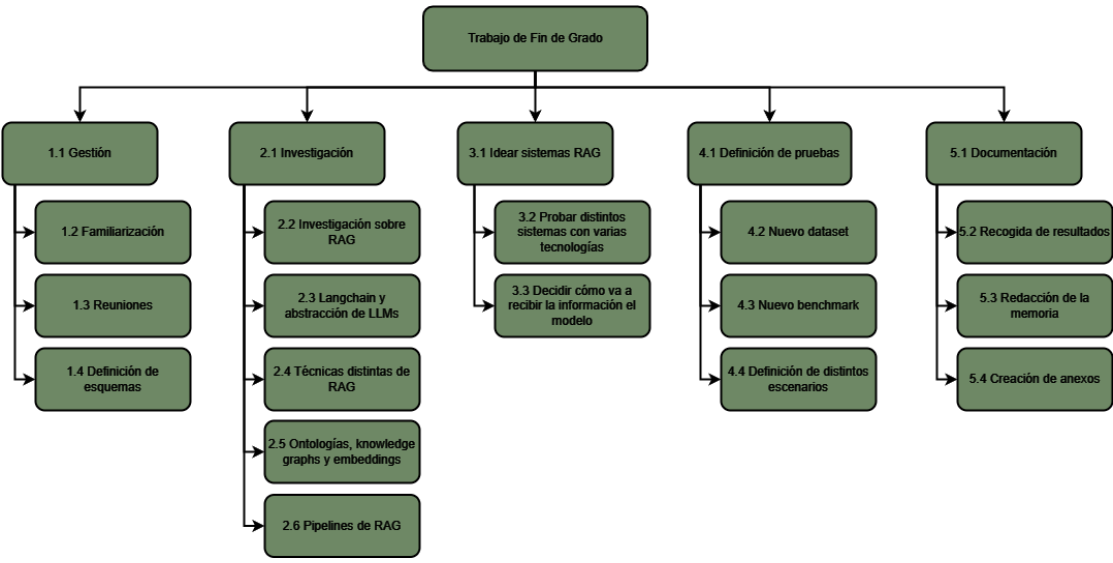 Trabajo de Fin de Grado
1.1 Gestión
2.1 Investigación
3.1 Idear sistemas RAG
4.1 Definición de pruebas
5.1 Documentación
1.2 Familiarización
1.3 Reuniones
1.4 Definición de
esquemas
2.2 Investigación sobre
RAG
2.3 Langchain y
abstracción de LLMs
2.4 Técnicas distintas de
RAG
2.5 Ontologías, knowledge
graphs y embeddings
2.6 Pipelines de RAG
3.2 Probar distintos
sistemas con varias
tecnologías
3.3 Decidir cómo va a
recibir la información el
modelo
4.2 Nuevo dataset
4.3 Nuevo benchmark
4.4 Definición de distintos
escenarios
5.2 Recogida de resultados
5.3 Redacción de la
memoria
5.4 Creación de anexos